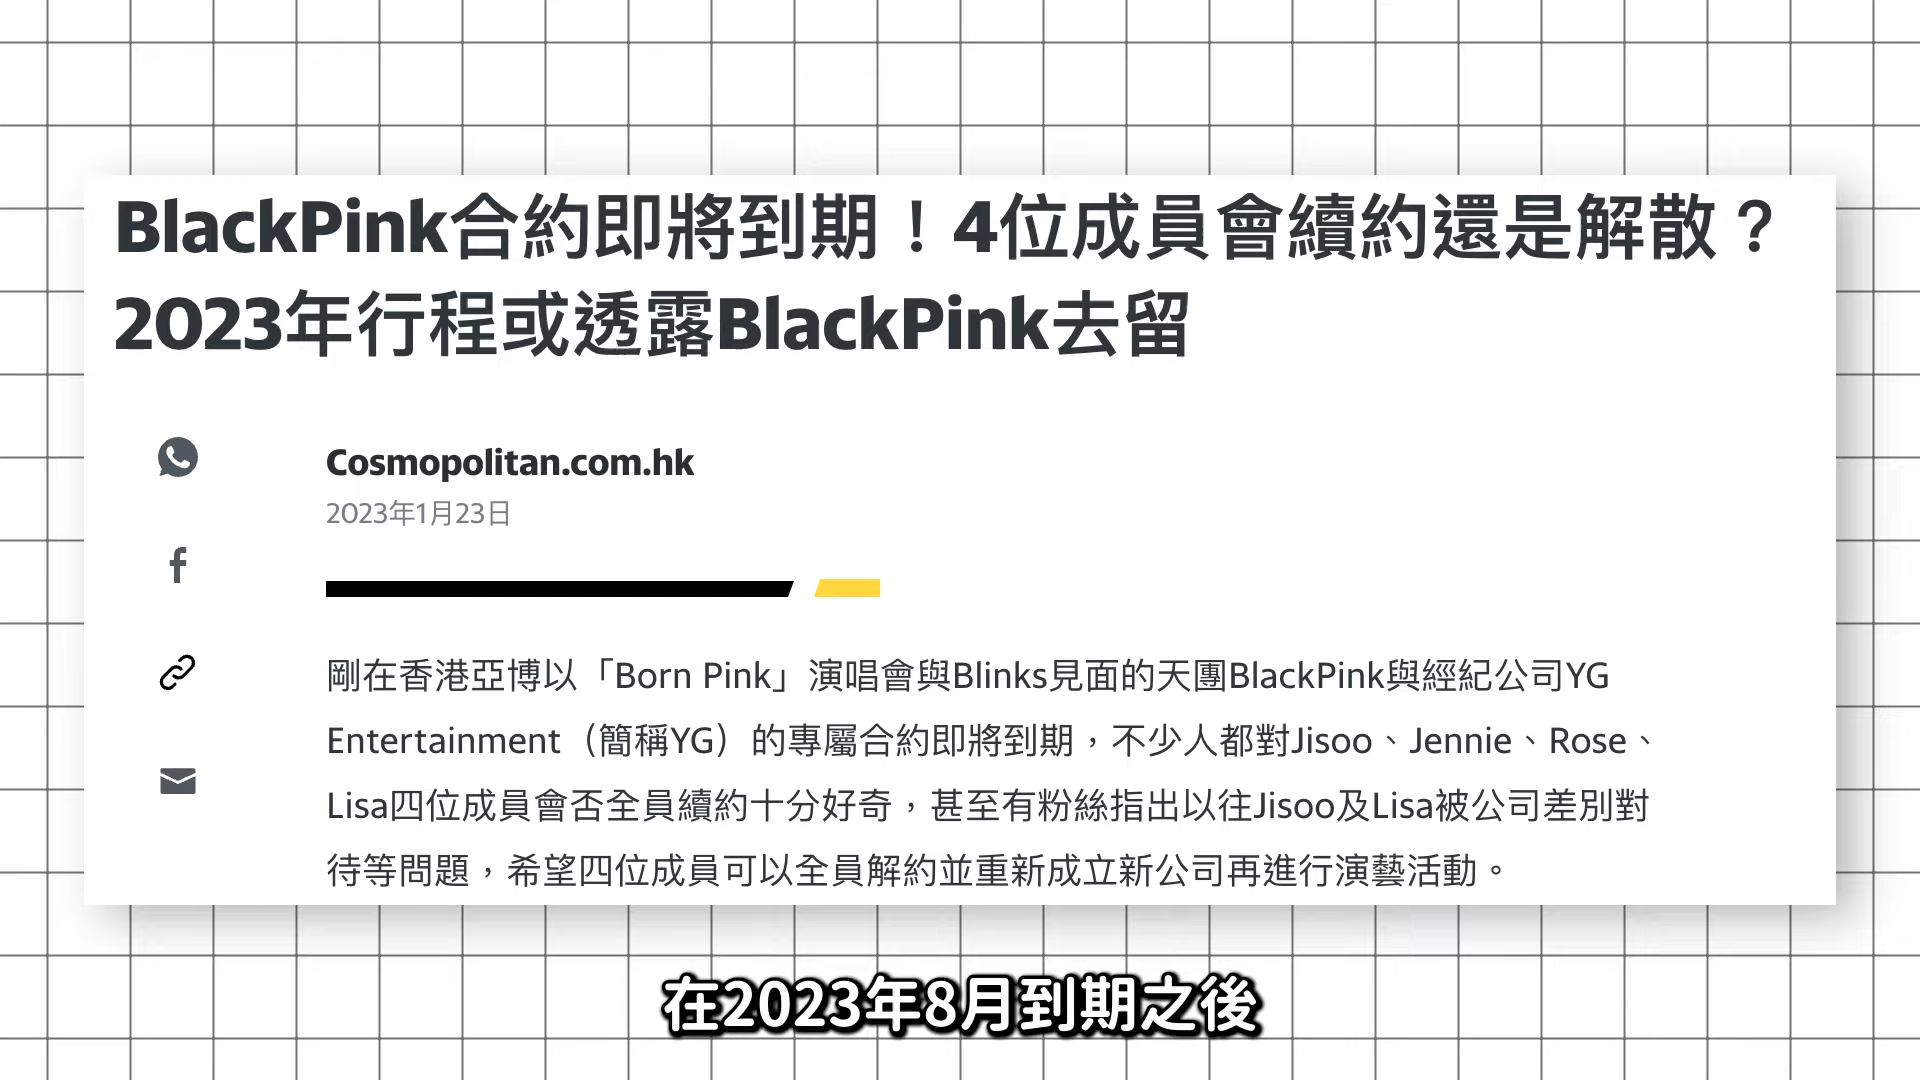 BlackPink合約即將到期！4位成員會續約還是解散？
2023年行程或透露BlackPink去留
Cosmopolitan.com.hk
2023年1月23日
剛在香港亞博以「Born Pink」演唱會與Blinks見面的天團BlackPink與經紀公司YG
Entertainment（簡稱YG）的專屬合約即將到期，不少人都對Jisoo、Jennie、Rose、
Lisa四位成員會否全員續約十分好奇，甚至有粉絲指出以往Jisoo及Lisa被公司差別對
待等問題，希望四位成員可以全員解約並重新成立新公司再進行演藝活動。
在2023年8月到期之後